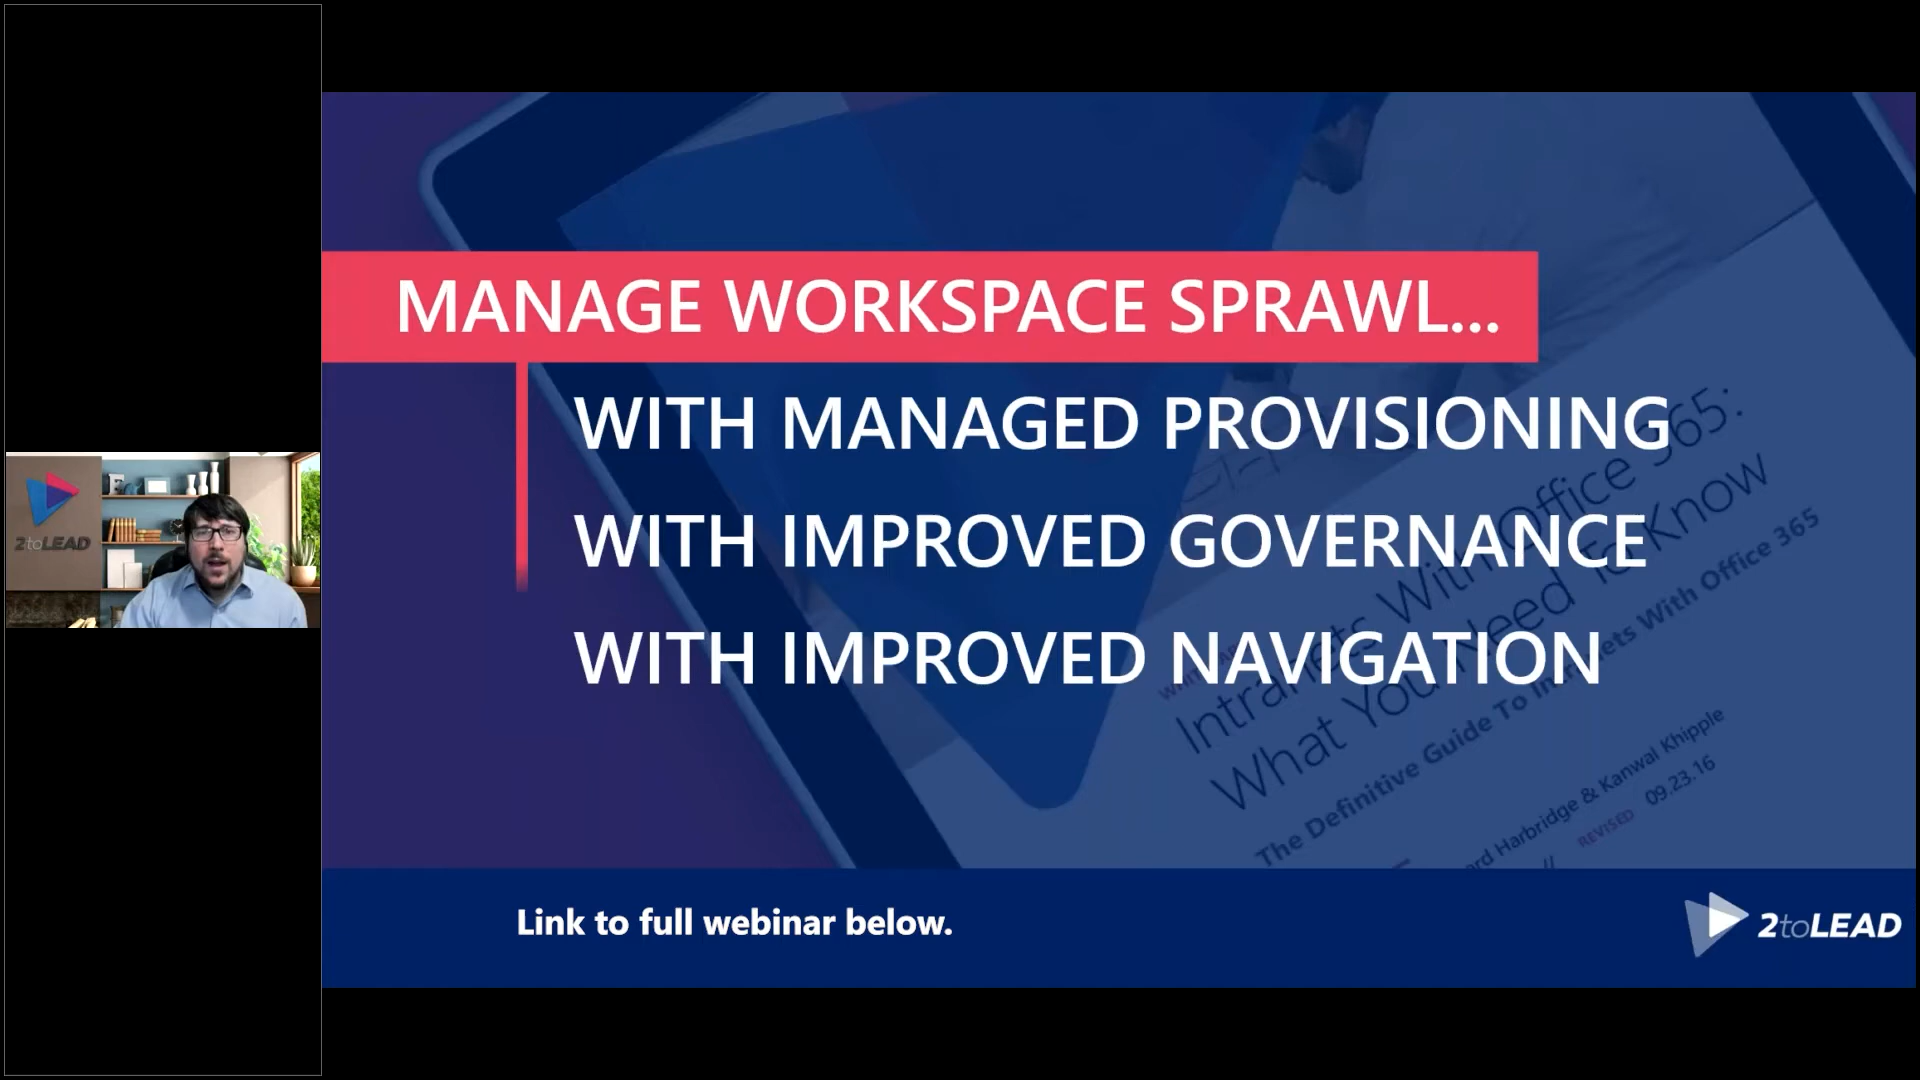 2toLEAD
MANAGE WORKSPACE SPRAWL...
WITH MANAGED PROVISIONING
WITH IMPROVED GOVERNANCE
WITH IMPROVED NAVIGATION
Intranets With Office 365:
What You Need To Know
The Definitive Guide To Intranets With Office 365
Harbridge & Kanwal Khipple
REVISED 09.23.16
Link to full webinar below.
2toLEAD